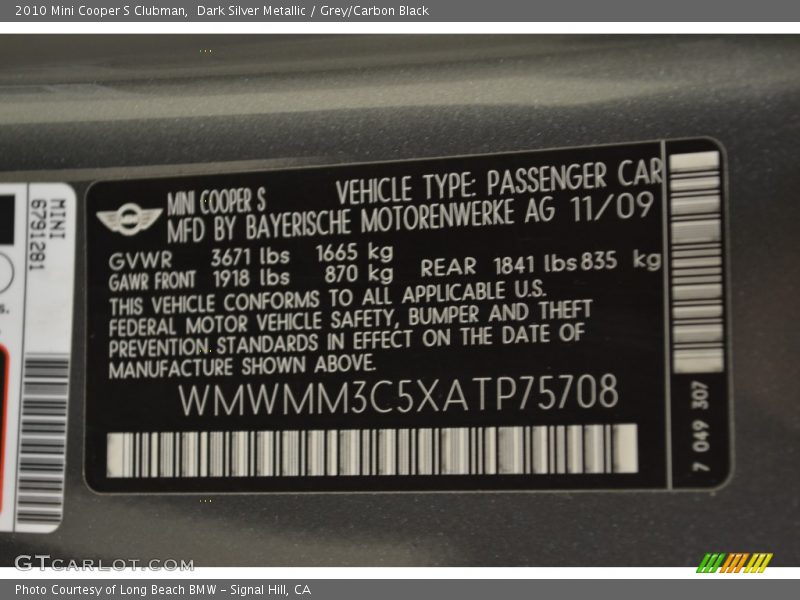 2010 Mini Cooper S Clubman,  Dark Silver Metallic / Grey/Carbon Black
MINI
6791281
MINI COOPER S VEHICLE TYPE: PASSENGER CAR
MFD BY BAYERISCHE MOTORENWERKE AG 11/09
GVWR 3671 lbs 1665 kg
GAWR FRONT 1918 lbs 870 kg REAR 1841 lbs 835 kg
THIS VEHICLE CONFORMS TO ALL APPLICABLE U.S.
FEDERAL MOTOR VEHICLE SAFETY, BUMPER AND THEFT
PREVENTION STANDARDS IN EFFECT ON THE DATE OF
MANUFACTURE SHOWN ABOVE.
WMWMM3C5XATP75708
7 049 307
GTCARLOT.COM
Photo Courtesy of Long Beach BMW – Signal Hill, CA